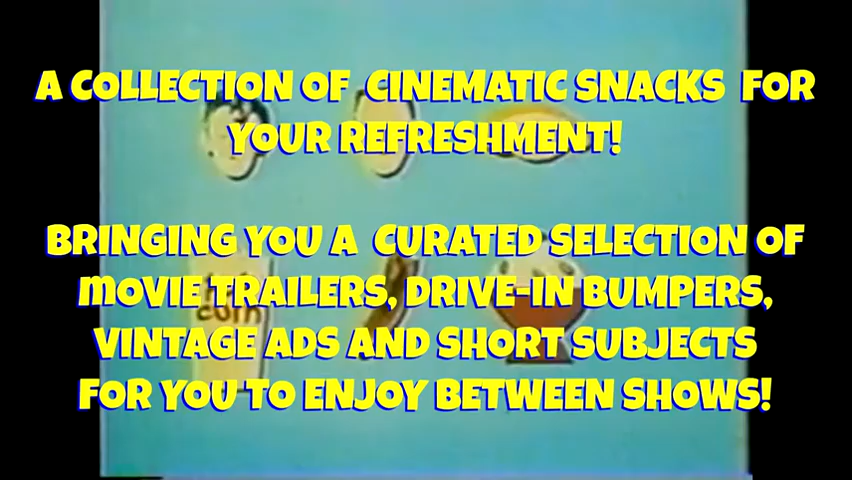 A COLLECTION OF CINEMATIC SNACKS FOR
YOUR REFRESHMENT!
BRINGING YOU A CURATED SELECTION OF
MOVIE TRAILERS, DRIVE-IN BUMPERS,
VINTAGE ADS AND SHORT SUBJECTS
FOR YOU TO ENJOY BETWEEN SHOWS!
corn